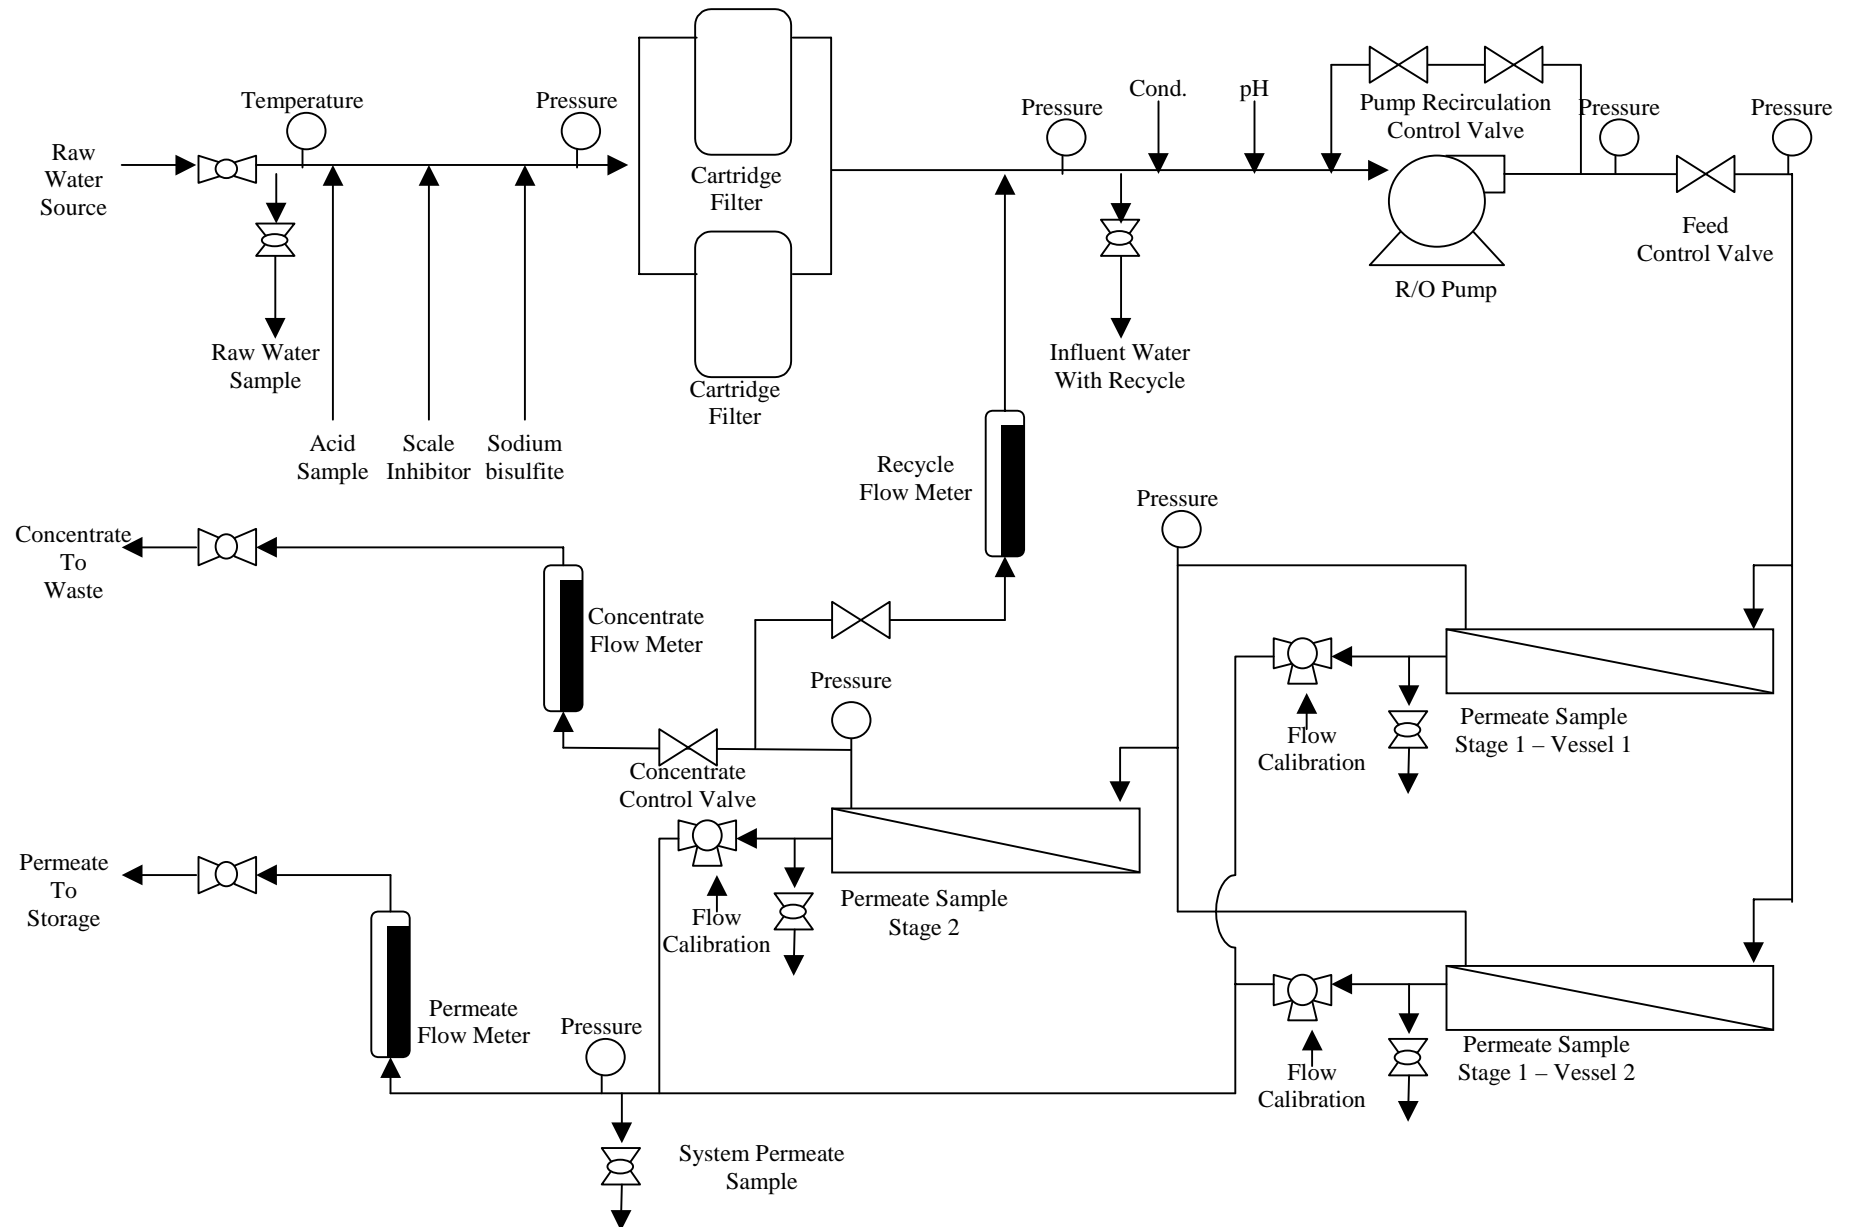 Temperature
Pressure
Raw
Water
Source
Cartridge
Filter
Cartridge
Filter
Raw Water
Sample
Acid
Sample
Scale
Inhibitor
Sodium
bisulfite
Pressure
Cond.
pH
Pump Recirculation
Control Valve
Pressure
Pressure
Feed
Control Valve
R/O Pump
Influent Water
With Recycle
Recycle
Flow Meter
Pressure
Concentrate
To
Waste
Concentrate
Flow Meter
Pressure
Concentrate
Control Valve
Flow
Calibration
Permeate Sample
Stage 1 – Vessel 1
Permeate
To
Storage
Flow
Calibration
Permeate Sample
Stage 2
Permeate
Flow Meter
Pressure
Flow
Calibration
Permeate Sample
Stage 1 – Vessel 2
System Permeate
Sample